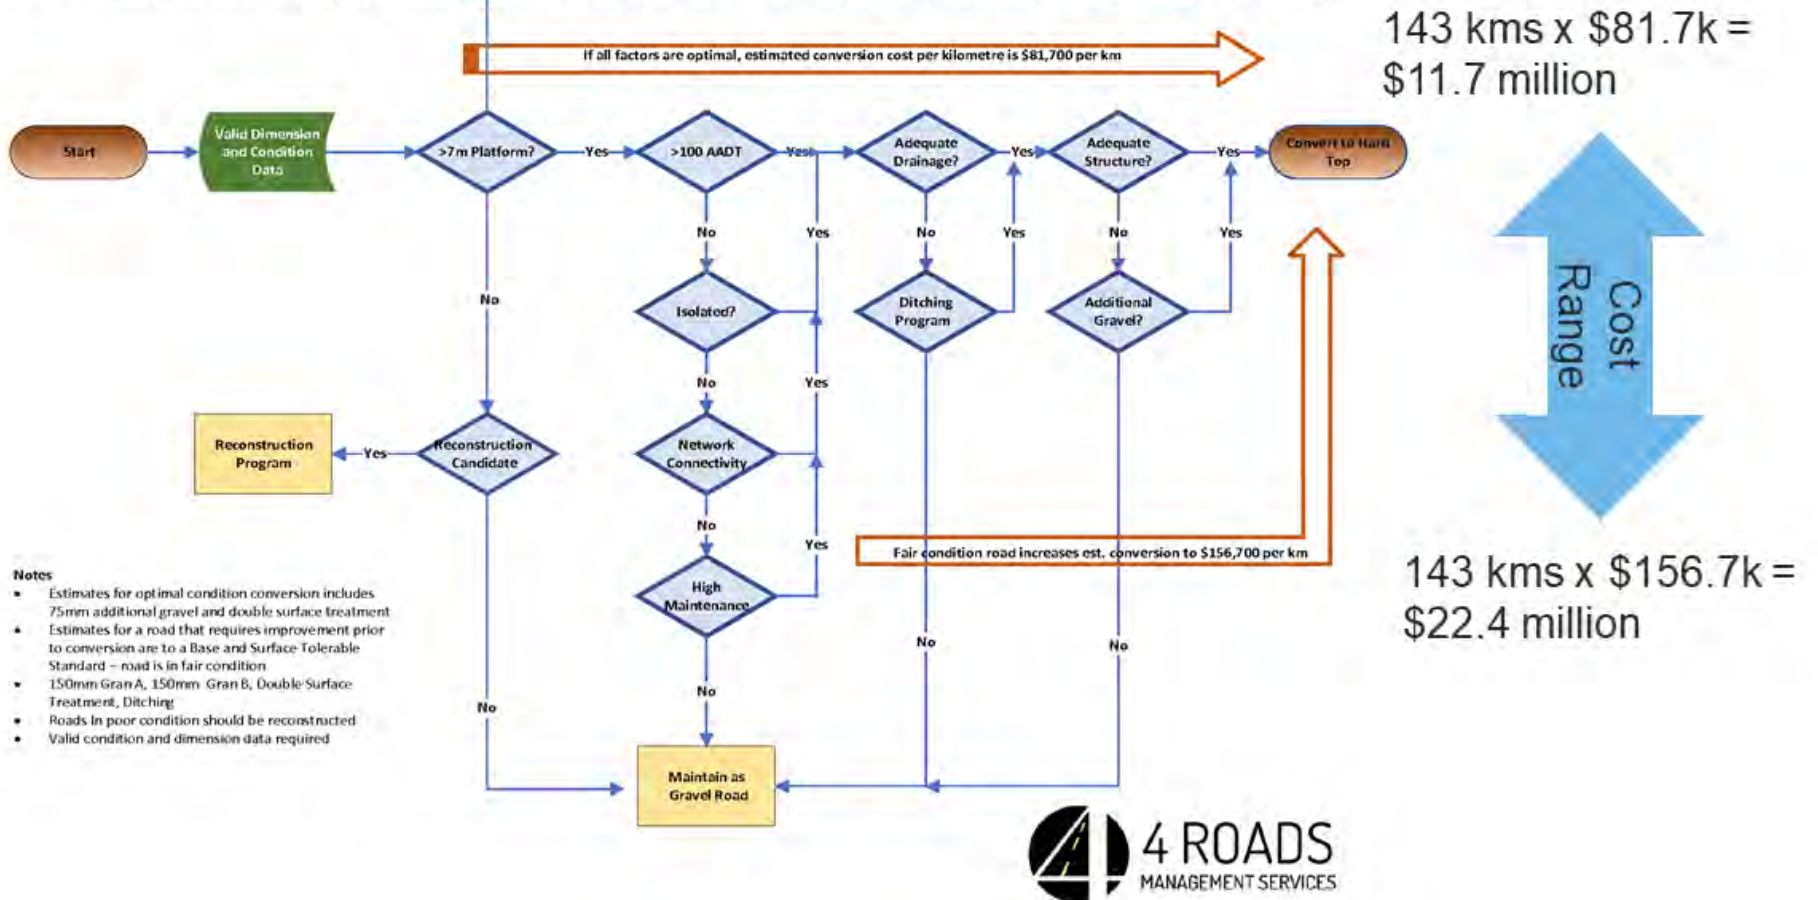 143 kms x $81.7k =
$11.7 million
If all factors are optimal, estimated conversion cost per kilometre is $81,700 per km
Start
Valid Dimension
and Condition
Data
>7m Platform?
Yes
>100 AADT
Yes
Adequate
Drainage?
Yes
Adequate
Structure?
Yes
Convert to Hard
Top
No
Yes
No
Yes
No
Yes
No
Isolated?
Ditching
Program
Additional
Gravel?
Cost
Range
No
Yes
Reconstruction
Program
Yes
Reconstruction
Candidate
Network
Connectivity
No
Yes
Fair condition road increases est. conversion to $156,700 per km
High
Maintenance
143 kms x $156.7k =
$22.4 million
Notes
• Estimates for optimal condition conversion includes
75mm additional gravel and double surface treatment
• Estimates for a road that requires improvement prior
to conversion are to a Base and Surface Tolerable
Standard – road is in fair condition
• 150mm Gran A, 150mm Gran B, Double Surface
Treatment, Ditching
• Roads in poor condition should be reconstructed
• Valid condition and dimension data required
No
No
No
No
Maintain as
Gravel Road
4 ROADS
MANAGEMENT SERVICES